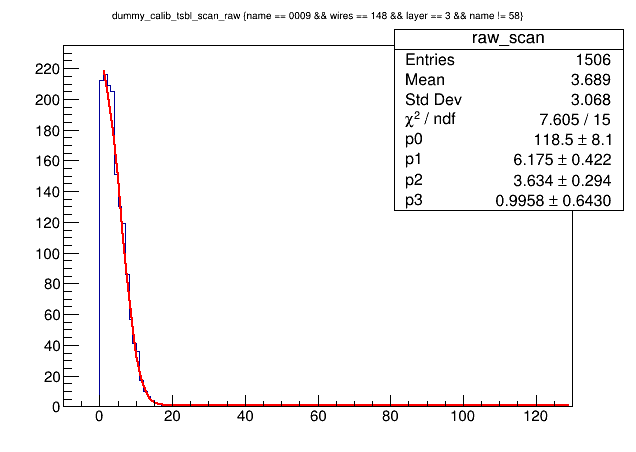 dummy_calib_tsbl_scan_raw {name == 0009 && wires == 148 && layer == 3 && name != 58}
raw_scan
Entries 1506
Mean 3.689
Std Dev 3.068
χ² / ndf 7.605 / 15
p0 118.5 ± 8.1
p1 6.175 ± 0.422
p2 3.634 ± 0.294
p3 0.9958 ± 0.6430
220
200
180
160
140
120
100
80
60
40
20
0
0 20 40 60 80 100 120